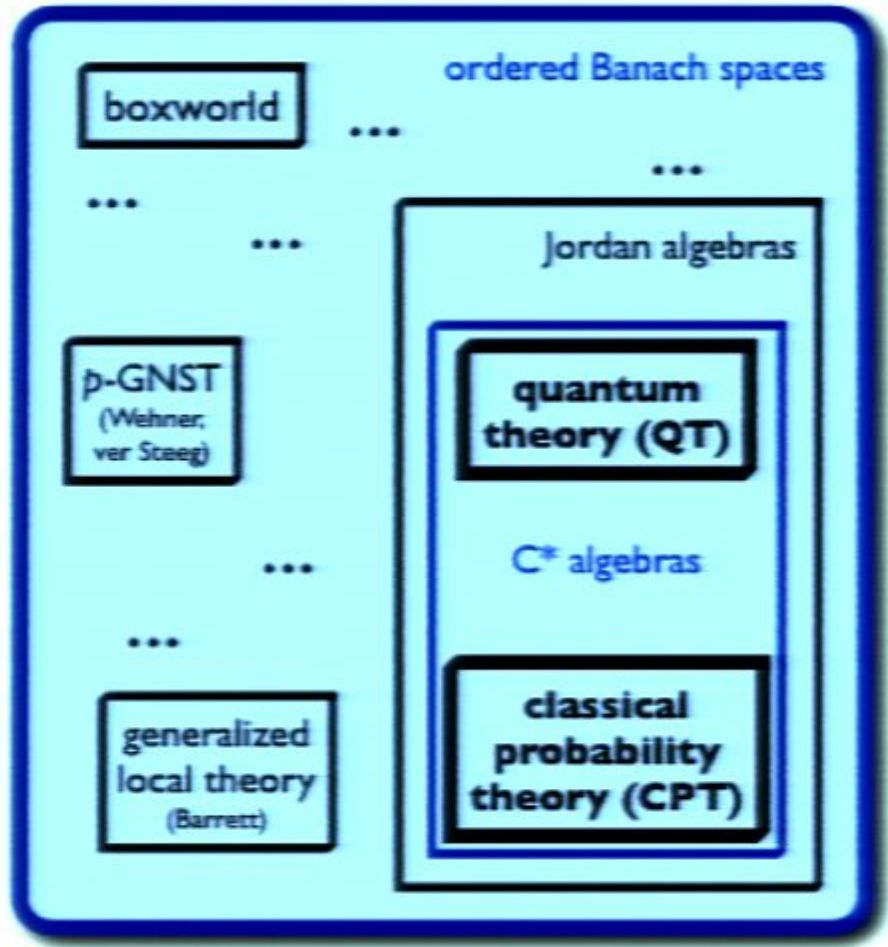 ordered Banach spaces
boxworld
...
...
...
...
Jordan algebras
p-GNST
(Wehner,
ver Steeg)
quantum
theory (QT)
C* algebras
...
...
generalized
local theory
(Barrett)
classical
probability
theory (CPT)